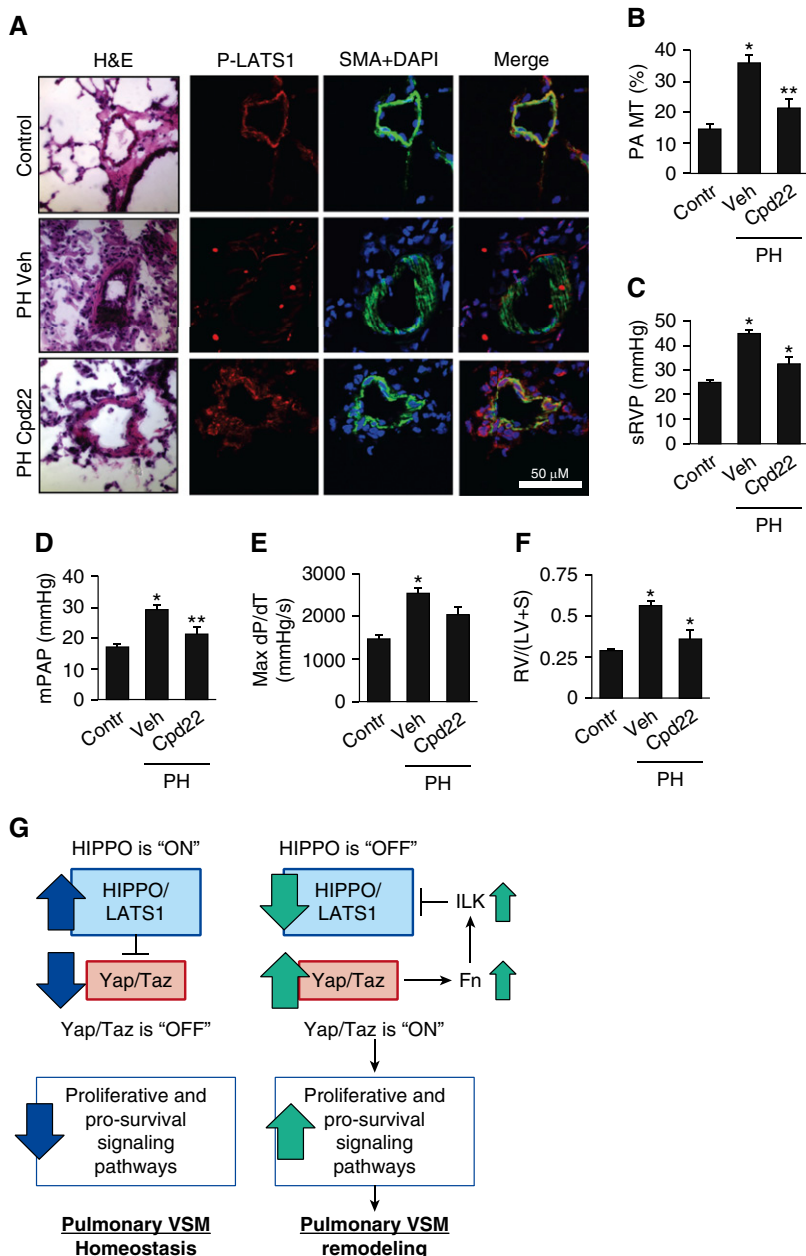 A
H&E
P-LATS1
SMA+DAPI
Merge
Control
PH Veh
PH Cpd22
50 μM
B
PA MT (%)
40
30
20
10
0
*
**
Contr
Veh
Cpd22
PH
C
sRVP (mmHg)
50
40
30
20
10
0
*
*
Contr
Veh
Cpd22
PH
D
mPAP (mmHg)
40
30
20
10
0
*
**
Contr
Veh
Cpd22
PH
E
Max dP/dT
(mmHg/s)
3000
2000
1000
0
*
Contr
Veh
Cpd22
PH
F
RV/(LV+S)
0.75
0.5
0.25
0
*
*
Contr
Veh
Cpd22
PH
G
HIPPO is “ON”
HIPPO/
LATS1
Yap/Taz
Yap/Taz is “OFF”
Proliferative and
pro-survival
signaling
pathways
Pulmonary VSM
Homeostasis
HIPPO is “OFF”
HIPPO/
LATS1
ILK
Yap/Taz
Fn
Yap/Taz is “ON”
Proliferative and
pro-survival
signaling
pathways
Pulmonary VSM
remodeling